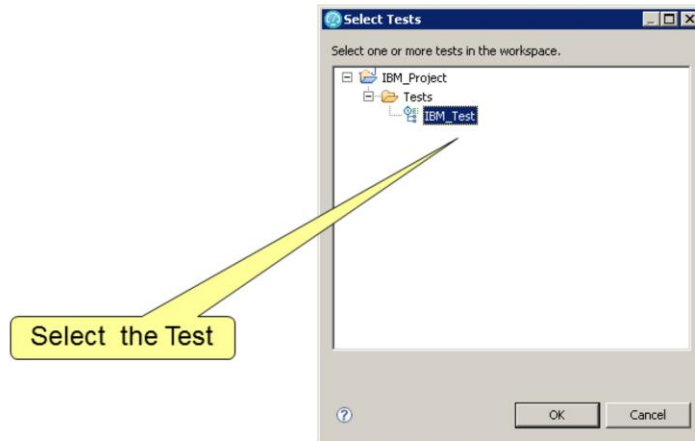 Select Tests
Select one or more tests in the workspace.
IBM_Project
Tests
IBM_Test
Select the Test
?
OK
Cancel